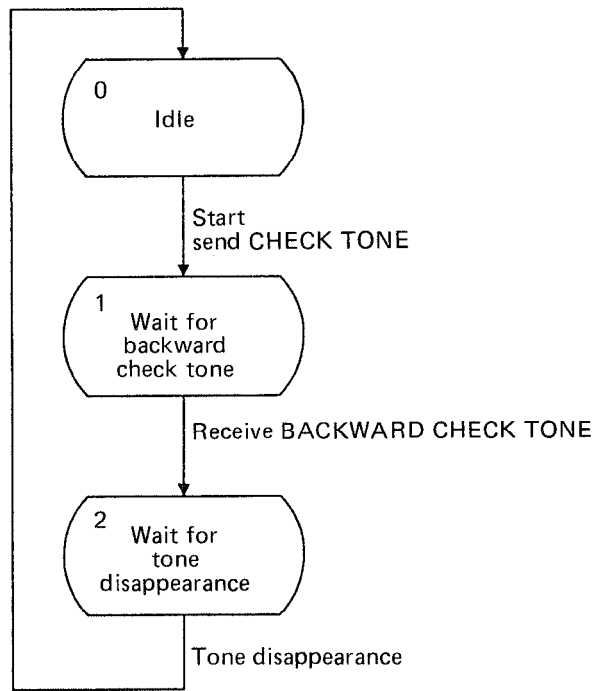 0
Idle
Start
send CHECK TONE
1
Wait for
backward
check tone
Receive BACKWARD CHECK TONE
2
Wait for
tone
disappearance
Tone disappearance